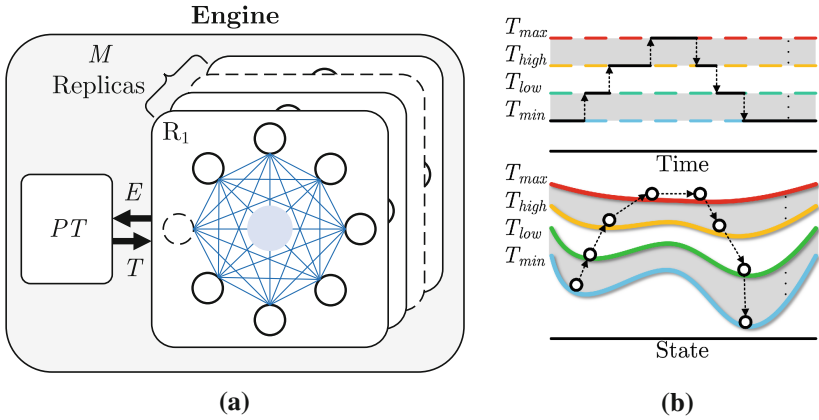 Engine
M
Replicas
R1
E
PT
T
(a)
Tmax
Thigh
Tlow
Tmin
Time
Tmax
Thigh
Tlow
Tmin
State
(b)